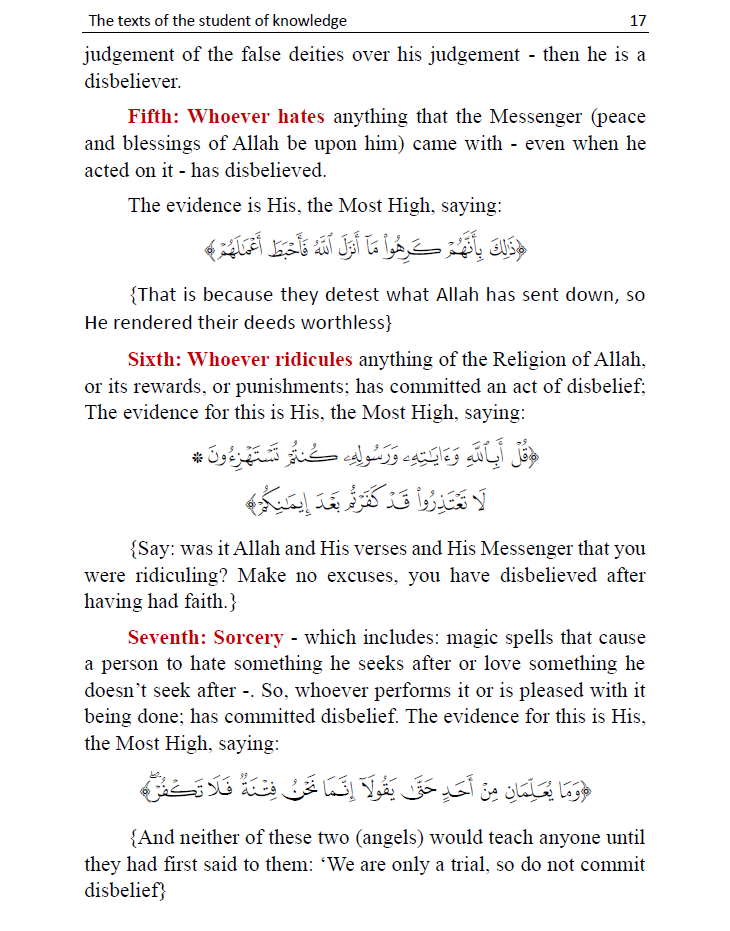 The texts of the student of knowledge 17
judgement of the false deities over his judgement - then he is a
disbeliever.
Fifth: Whoever hates anything that the Messenger (peace
and blessings of Allah be upon him) came with - even when he
acted on it - has disbelieved.
The evidence is His, the Most High, saying:
﴿ذَٰلِكَ بِأَنَّهُمْ كَرِهُوا۟ مَآ أَنزَلَ ٱللَّهُ فَأَحْبَطَ أَعْمَٰلَهُمْ﴾
{That is because they detest what Allah has sent down, so
He rendered their deeds worthless}
Sixth: Whoever ridicules anything of the Religion of Allah,
or its rewards, or punishments; has committed an act of disbelief;
The evidence for this is His, the Most High, saying:
﴿قُلْ أَبِٱللَّهِ وَءَايَٰتِهِۦ وَرَسُولِهِۦ كُنتُمْ تَسْتَهْزِءُونَ *
لَا تَعْتَذِرُوا۟ قَدْ كَفَرْتُم بَعْدَ إِيمَٰنِكُمْ﴾
{Say: was it Allah and His verses and His Messenger that you
were ridiculing? Make no excuses, you have disbelieved after
having had faith.}
Seventh: Sorcery - which includes: magic spells that cause
a person to hate something he seeks after or love something he
doesn’t seek after -. So, whoever performs it or is pleased with it
being done; has committed disbelief. The evidence for this is His,
the Most High, saying:
﴿وَمَا يُعَلِّمَانِ مِنْ أَحَدٍ حَتَّىٰ يَقُولَآ إِنَّمَا نَحْنُ فِتْنَةٌ فَلَا تَكْفُرْ ۖ﴾
{And neither of these two (angels) would teach anyone until
they had first said to them: ‘We are only a trial, so do not commit
disbelief}